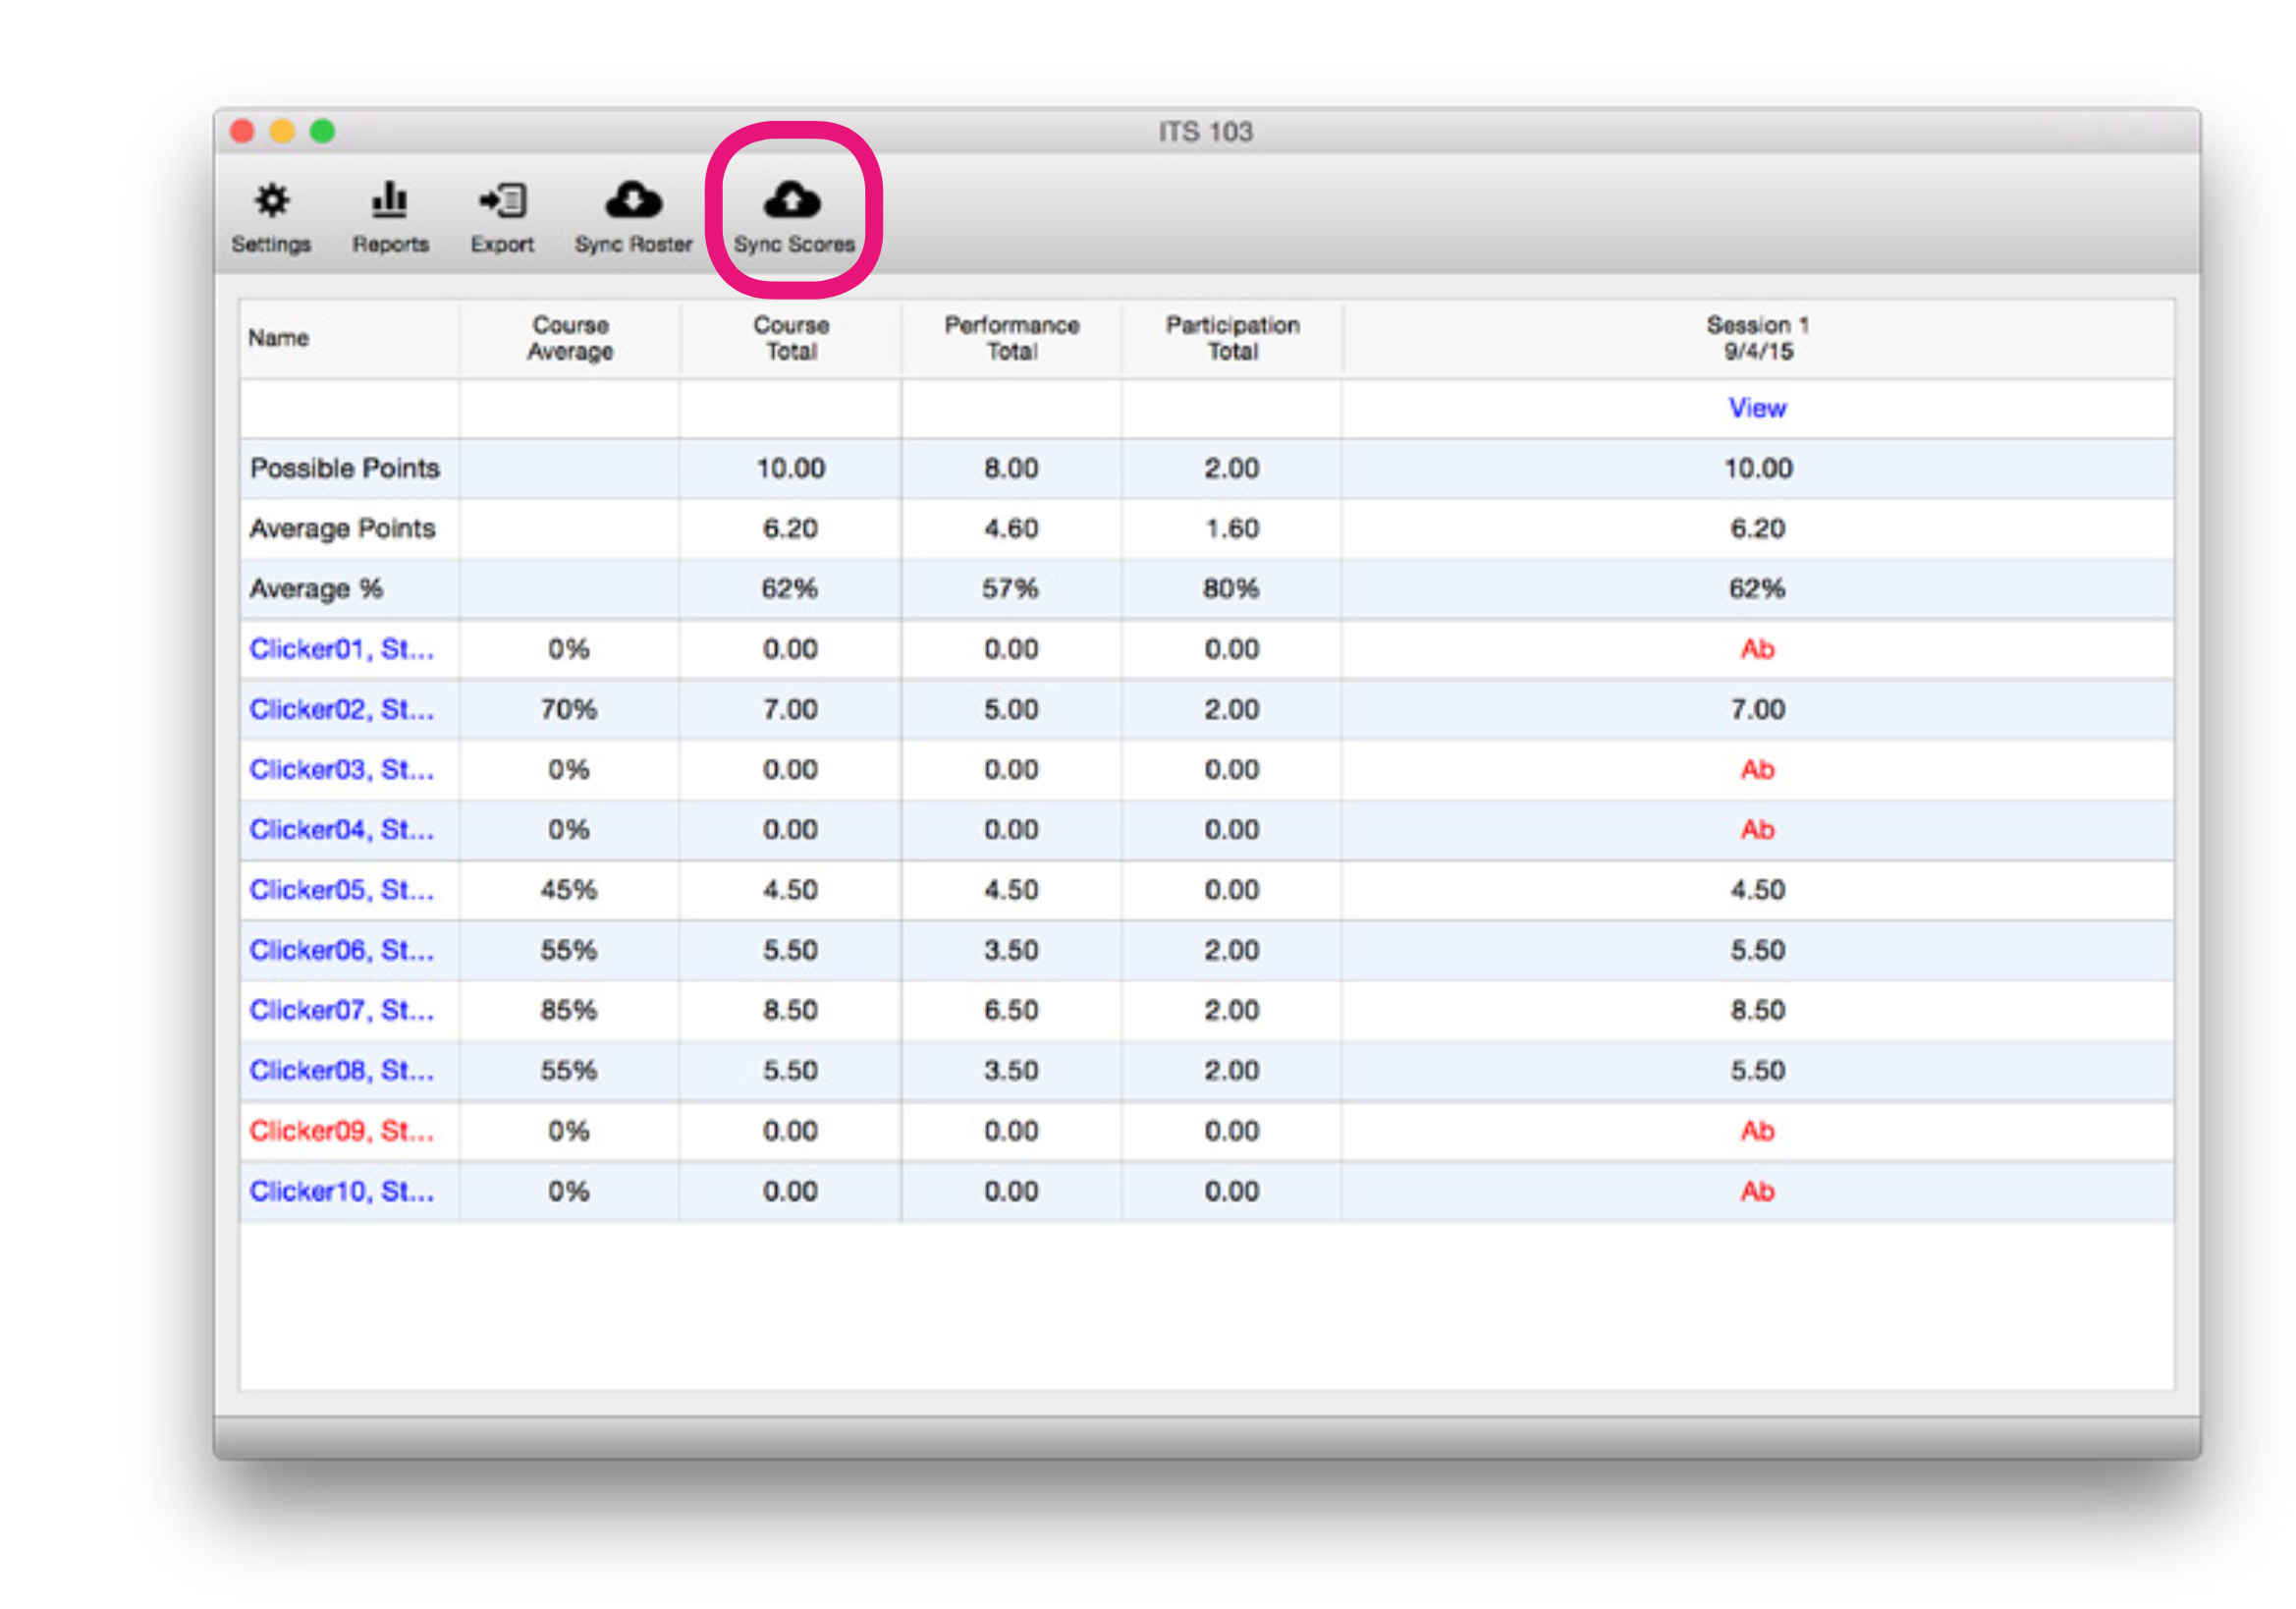 ITS 103
Settings Reports Export Sync Roster Sync Scores
Name Course Average Course Total Performance Total Participation Total Session 1 9/4/15
View
Possible Points 10.00 8.00 2.00 10.00
Average Points 6.20 4.60 1.60 6.20
Average % 62% 57% 80% 62%
Clicker01, St... 0% 0.00 0.00 0.00 Ab
Clicker02, St... 70% 7.00 5.00 2.00 7.00
Clicker03, St... 0% 0.00 0.00 0.00 Ab
Clicker04, St... 0% 0.00 0.00 0.00 Ab
Clicker05, St... 45% 4.50 4.50 0.00 4.50
Clicker06, St... 55% 5.50 3.50 2.00 5.50
Clicker07, St... 85% 8.50 6.50 2.00 8.50
Clicker08, St... 55% 5.50 3.50 2.00 5.50
Clicker09, St... 0% 0.00 0.00 0.00 Ab
Clicker10, St... 0% 0.00 0.00 0.00 Ab